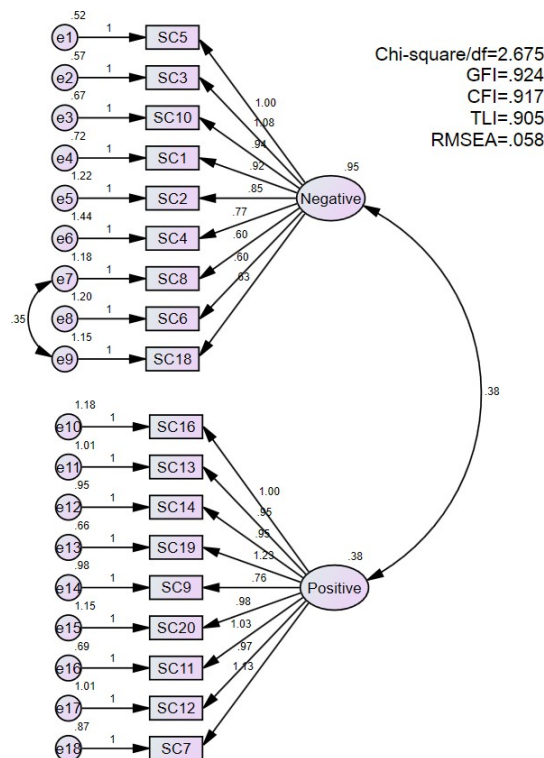 Chi-square/df=2.675
GFI=.924
CFI=.917
TLI=.905
RMSEA=.058
.52
e1 1 SC5
.57
e2 1 SC3
.67
e3 1 SC10
.72
e4 1 SC1
1.22
e5 1 SC2
1.44
e6 1 SC4
1.18
e7 1 SC8
1.20
e8 1 SC6
1.15
e9 1 SC18
.35
1.00
1.08
.94
.92
.85
.77
.60
.60
.63
.95
Negative
.38
1.18
e10 1 SC16
1.01
e11 1 SC13
.95
e12 1 SC14
.66
e13 1 SC19
.98
e14 1 SC9
1.15
e15 1 SC20
.69
e16 1 SC11
1.01
e17 1 SC12
.87
e18 1 SC7
1.00
.95
.95
1.23
.76
.98
1.03
.97
1.13
.38
Positive